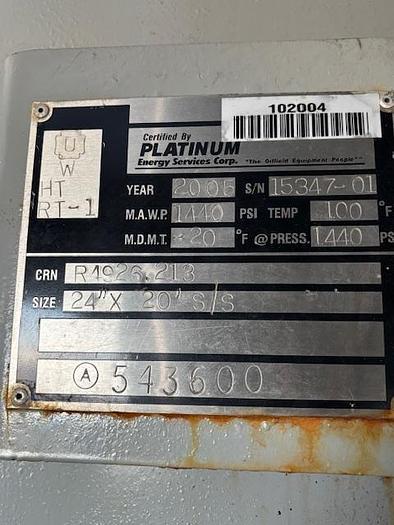 102004
U
W
HT
RT-1
Certified By
PLATINUM
Energy Services Corp. "The Oilfield Equipment People"
YEAR 2006 S/N 15347-01
M.A.W.P. 1440 PSI TEMP 100 °F
M.D.M.T. -20 °F @ PRESS. 1440 PS
CRN R4926.213
SIZE 24" X 20' S/S
A 543600